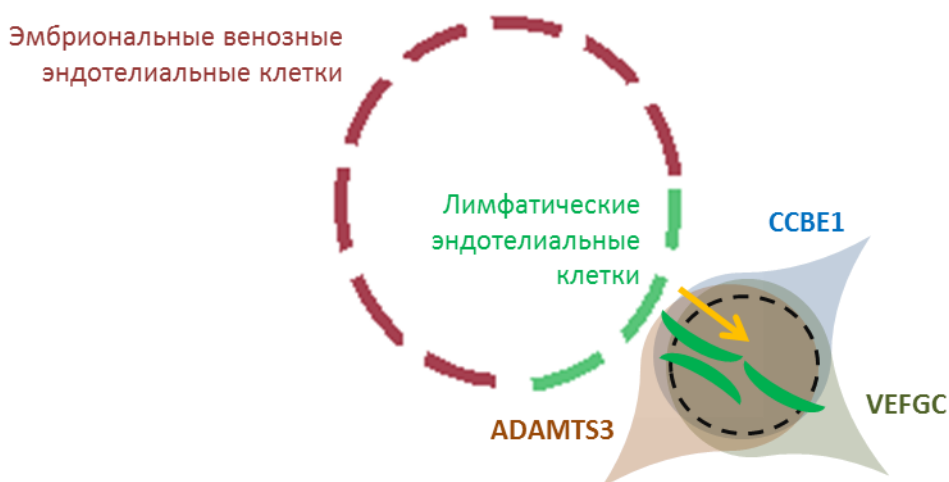 Эмбриональные венозные
эндотелиальные клетки
Лимфатические
эндотелиальные
клетки
CCBE1
VEFGC
ADAMTS3